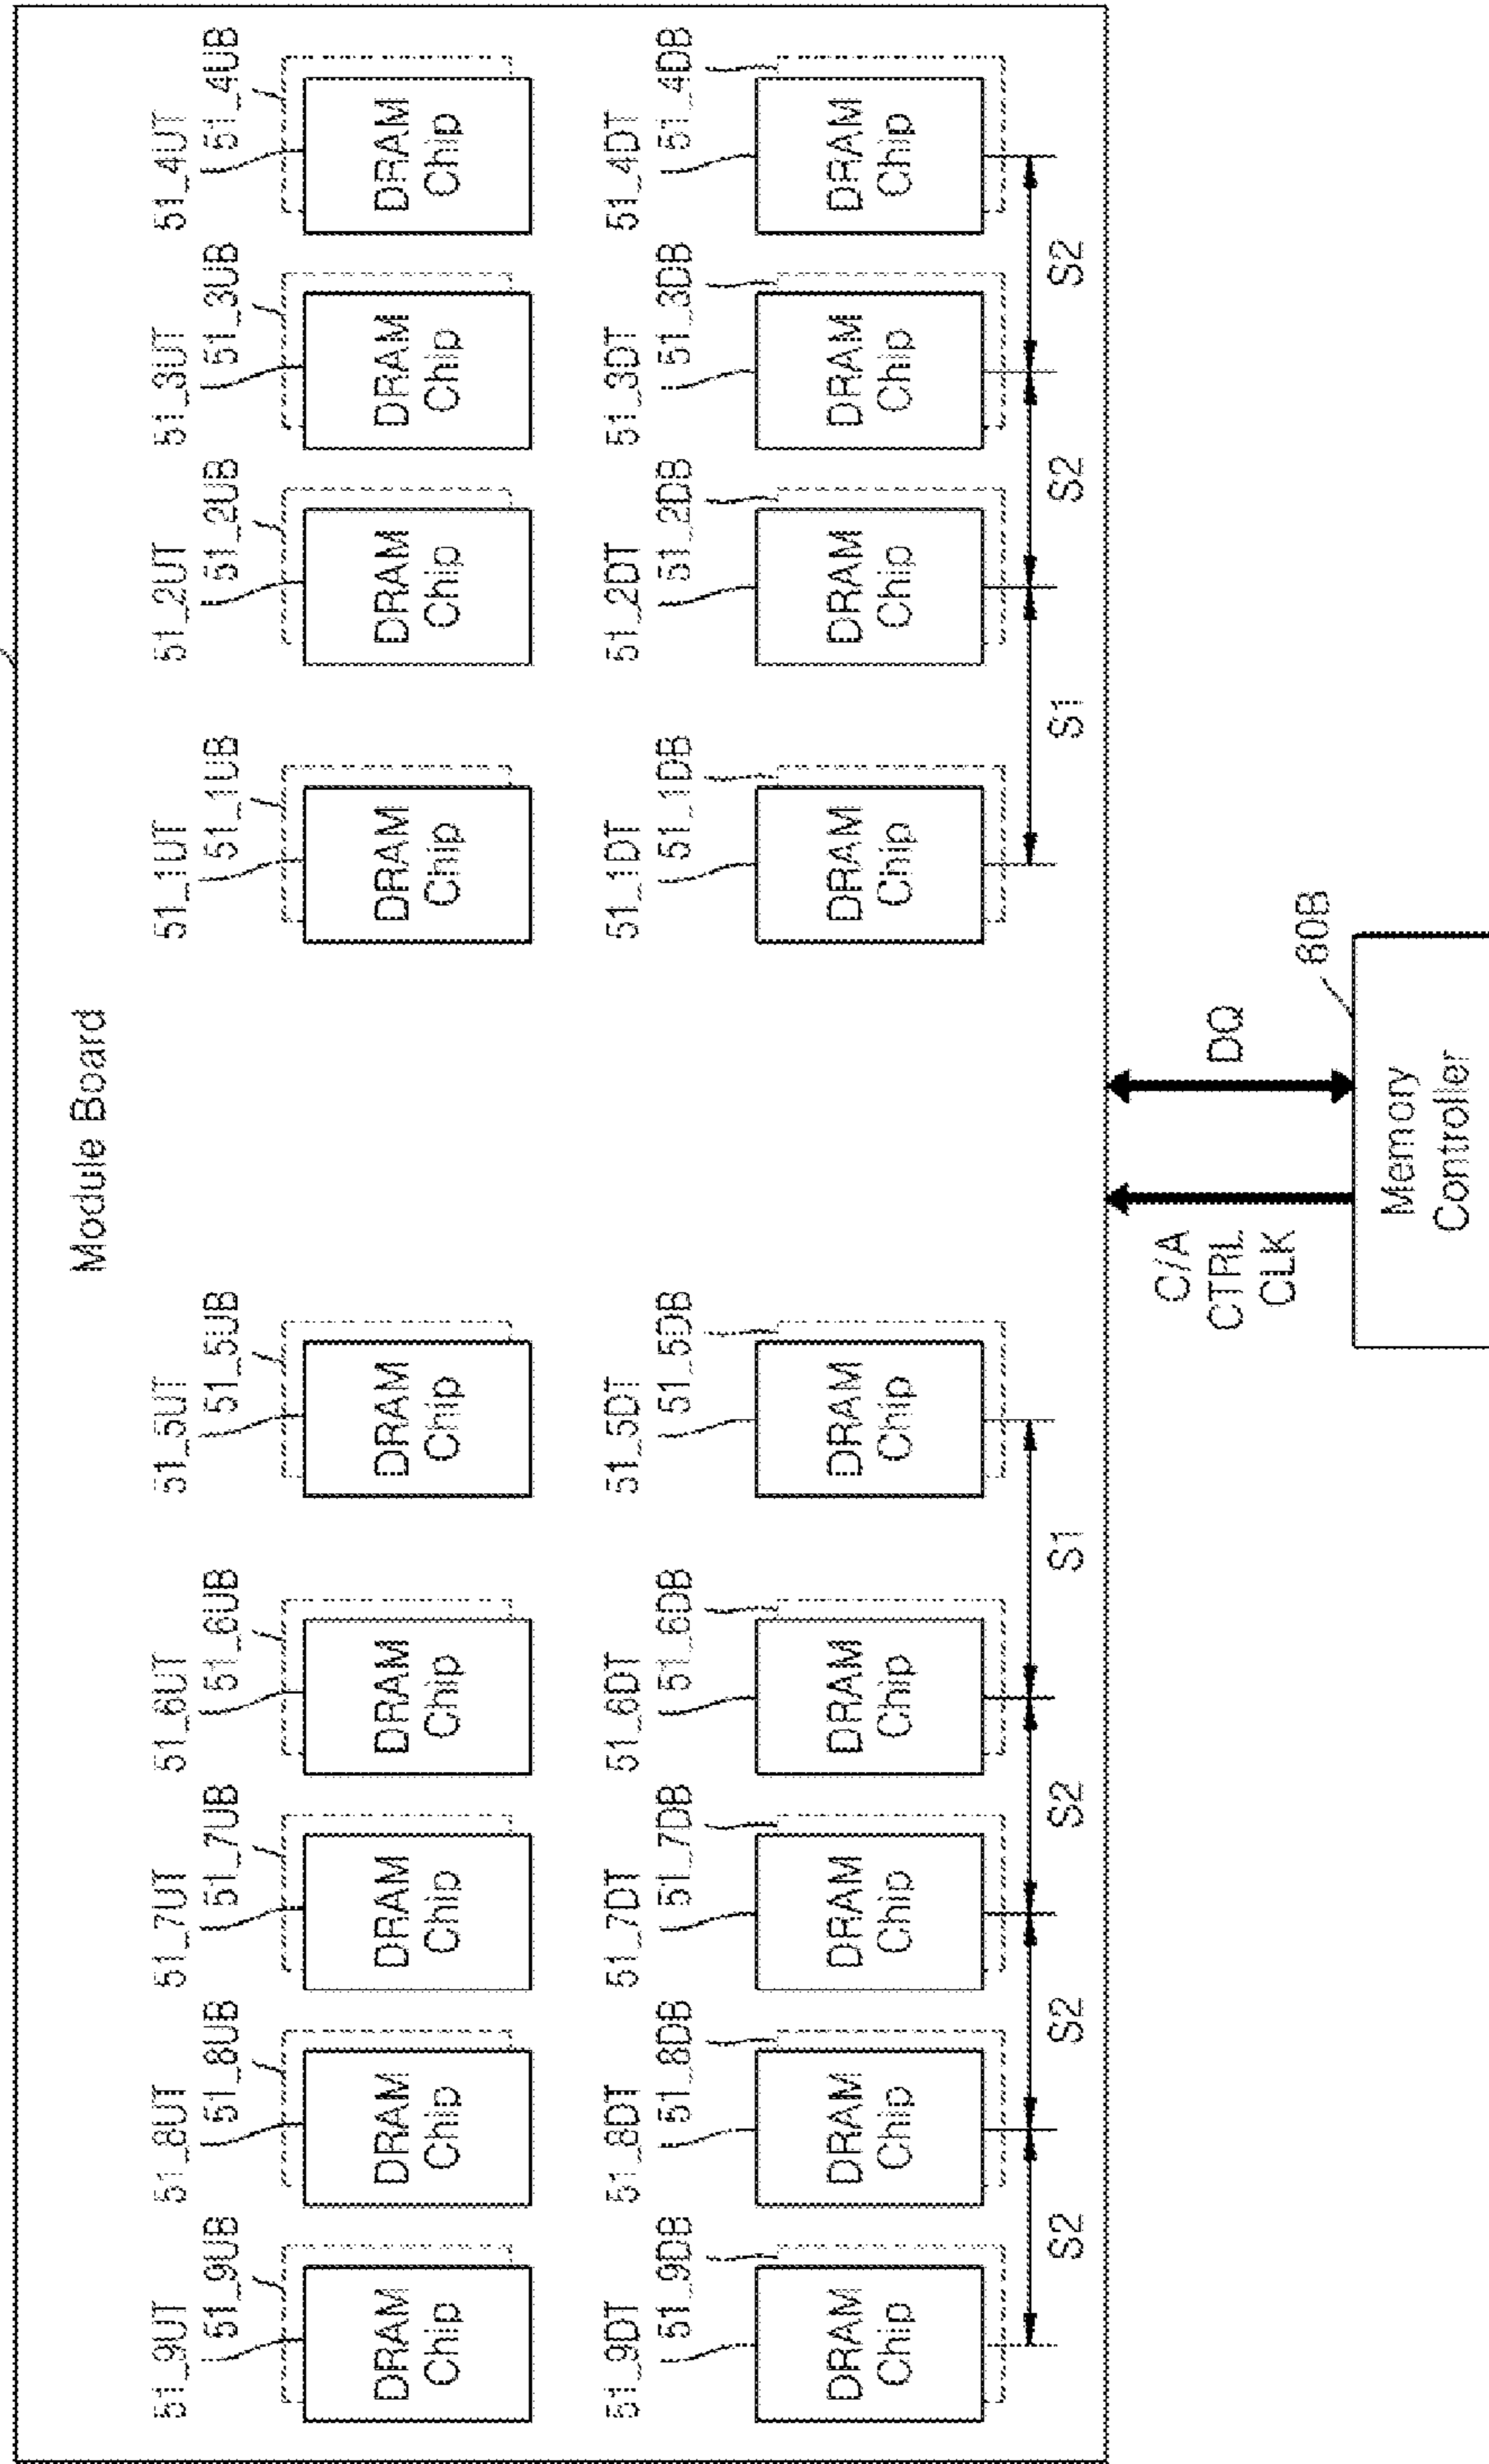 Module Board
51_9UT 51_8UT 51_7UT 51_6UT 51_5UT 51_1UT 51_2UT 51_3UT 51_4UT
51_9UB 51_8UB 51_7UB 51_6UB 51_5UB 51_1UB 51_2UB 51_3UB 51_4UB
DRAM DRAM DRAM DRAM DRAM DRAM DRAM DRAM DRAM
Chip Chip Chip Chip Chip Chip Chip Chip Chip
51_9DT 51_8DT 51_7DT 51_6DT 51_5DT 51_1DT 51_2DT 51_3DT 51_4DT
51_9DB 51_8DB 51_7DB 51_6DB 51_5DB 51_1DB 51_2DB 51_3DB 51_4DB
DRAM DRAM DRAM DRAM DRAM DRAM DRAM DRAM DRAM
Chip Chip Chip Chip Chip Chip Chip Chip Chip
S2 S2 S2 S1 S1 S2 S2
C/A
CTRL DQ
CLK
60B
Memory
Controller